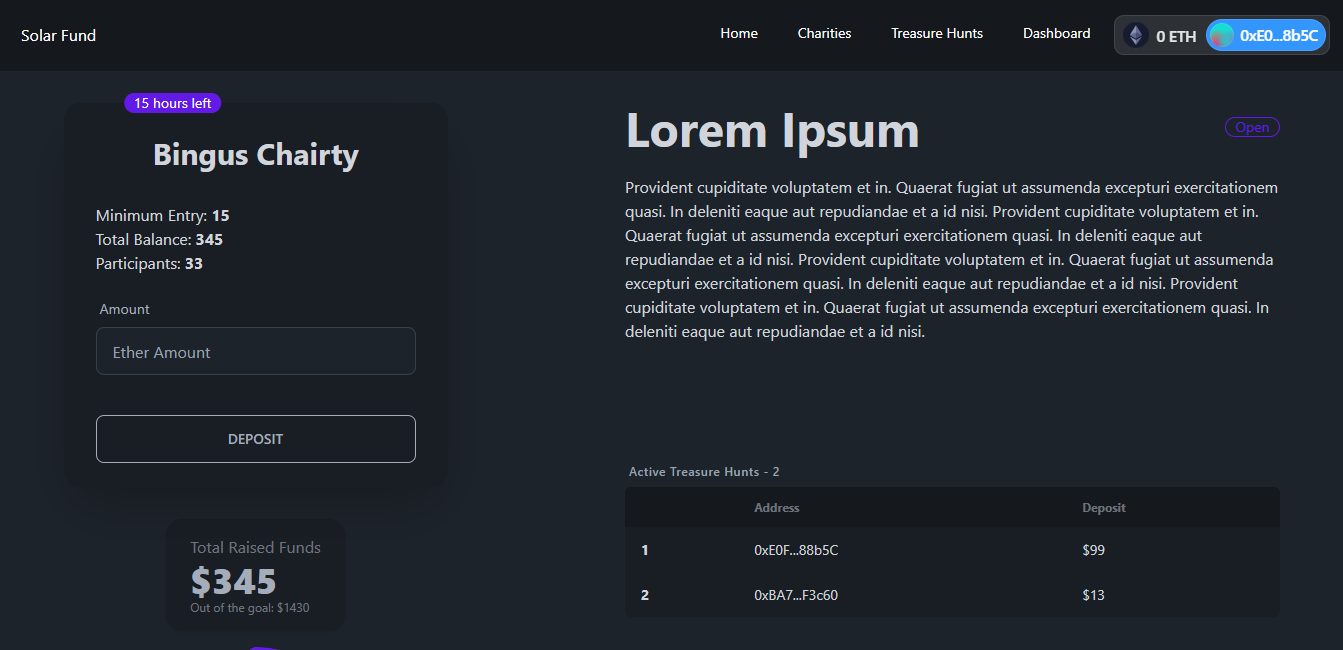 Solar Fund
Home
Charities
Treasure Hunts
Dashboard
0 ETH
0xE0...8b5C
15 hours left
Bingus Chairty
Minimum Entry: 15
Total Balance: 345
Participants: 33
Amount
Ether Amount
DEPOSIT
Total Raised Funds
$345
Out of the goal: $1430
Lorem Ipsum
Open
Provident cupiditate voluptatem et in. Quaerat fugiat ut assumenda excepturi exercitationem
quasi. In deleniti eaque aut repudiandae et a id nisi. Provident cupiditate voluptatem et in.
Quaerat fugiat ut assumenda excepturi exercitationem quasi. In deleniti eaque aut
repudiandae et a id nisi. Provident cupiditate voluptatem et in. Quaerat fugiat ut assumenda
excepturi exercitationem quasi. In deleniti eaque aut repudiandae et a id nisi. Provident
cupiditate voluptatem et in. Quaerat fugiat ut assumenda excepturi exercitationem quasi. In
deleniti eaque aut repudiandae et a id nisi.
Active Treasure Hunts - 2
Address Deposit
1 0xE0F...88b5C $99
2 0xBA7...F3c60 $13